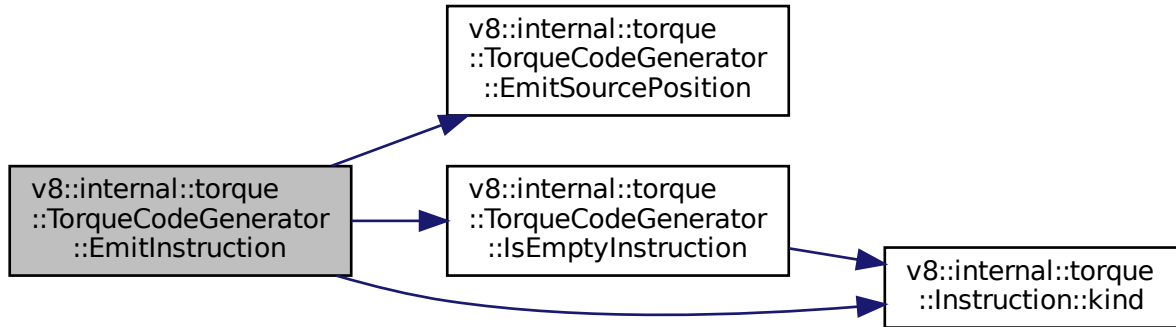 v8::internal::torque
::TorqueCodeGenerator
::EmitSourcePosition
v8::internal::torque
::TorqueCodeGenerator
::EmitInstruction
v8::internal::torque
::TorqueCodeGenerator
::IsEmptyInstruction
v8::internal::torque
::Instruction::kind